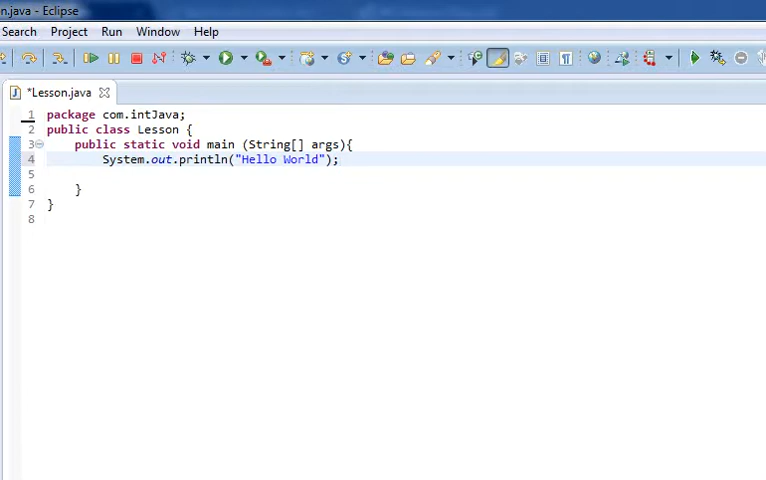 n.java - Eclipse
Search Project Run Window Help
*Lesson.java
1 package com.intJava;
2 public class Lesson {
3 public static void main (String[] args){
4 System.out.println("Hello World");
5
6 }
7 }
8